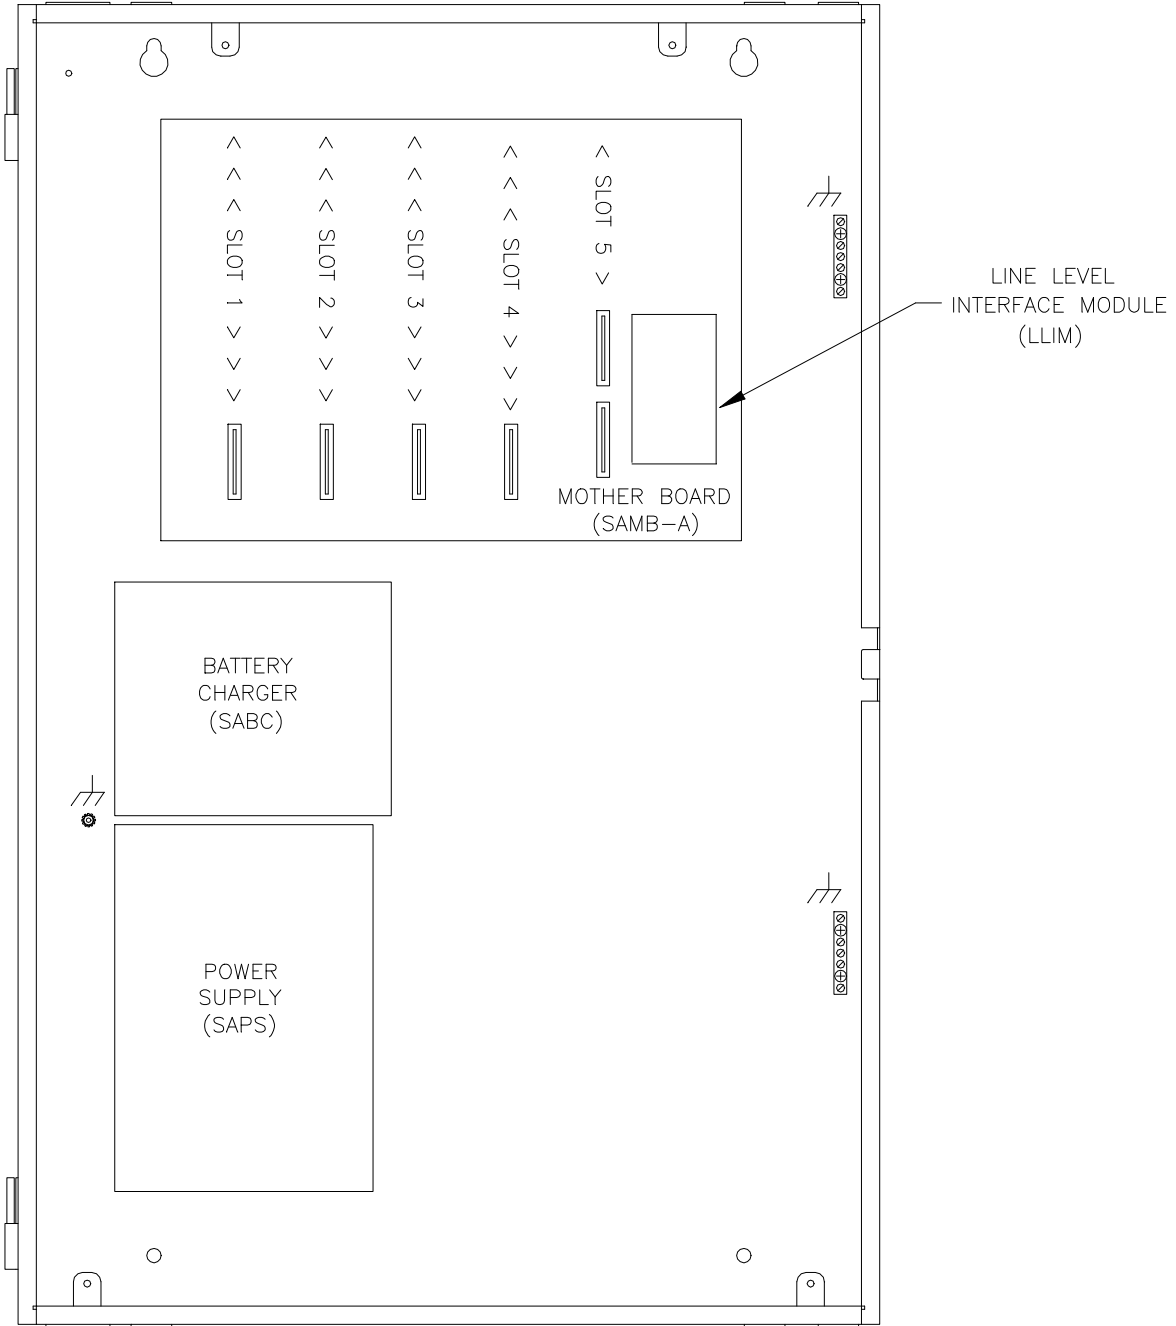 < < < SLOT 1 > > >
< < < SLOT 2 > > >
< < < SLOT 3 > > >
< < < SLOT 4 > > >
< SLOT 5 >
LINE LEVEL
INTERFACE MODULE
(LLIM)
MOTHER BOARD
(SAMB-A)
BATTERY
CHARGER
(SABC)
POWER
SUPPLY
(SAPS)